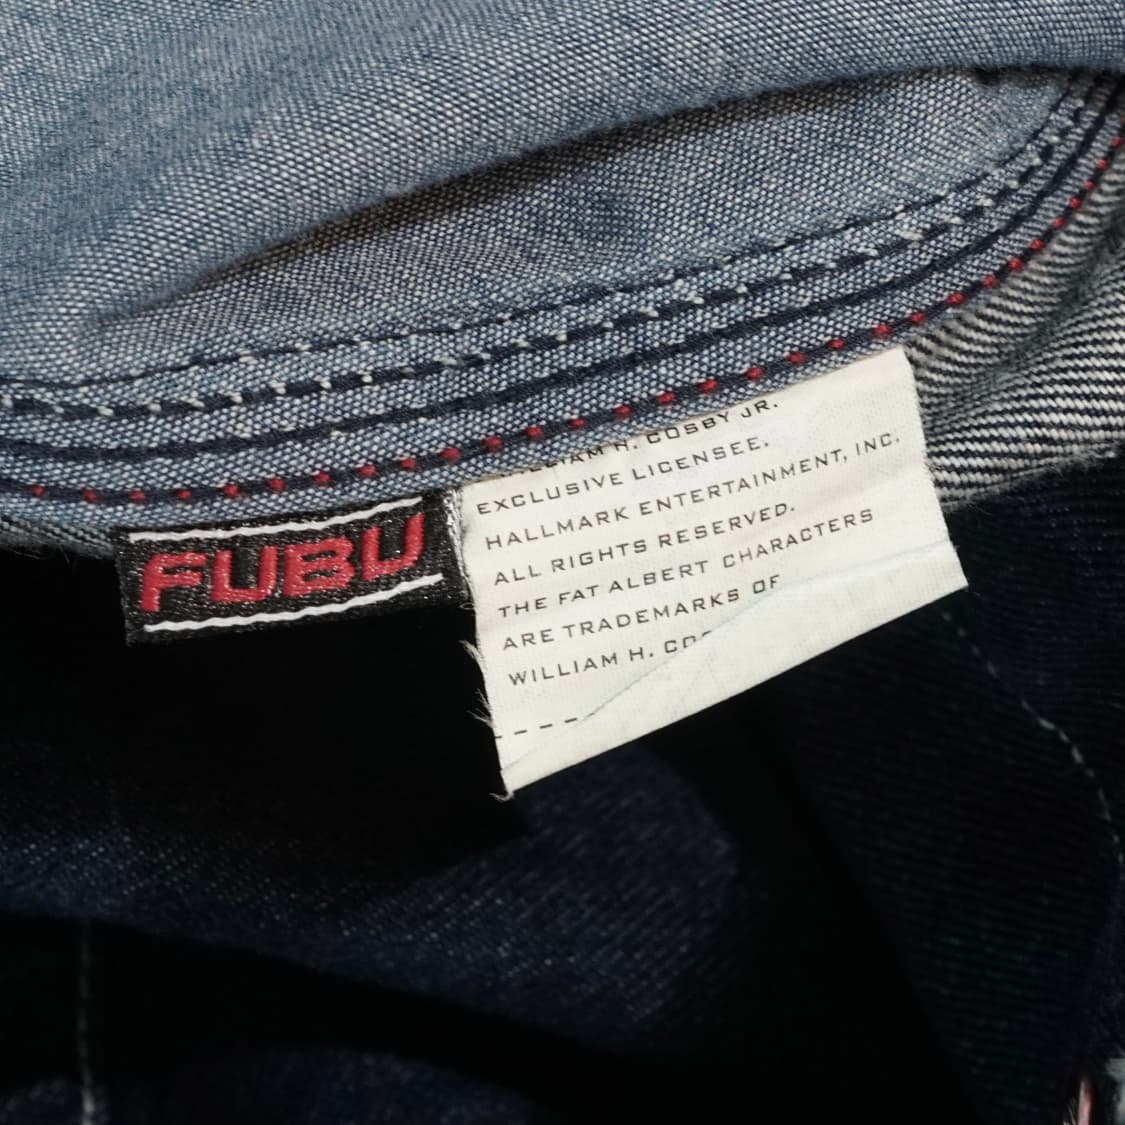 FUBU
H. COSBY JR.
EXCLUSIVE LICENSEE.
HALLMARK ENTERTAINMENT, INC.
ALL RIGHTS RESERVED.
THE FAT ALBERT CHARACTERS
ARE TRADEMARKS OF
WILLIAM H.